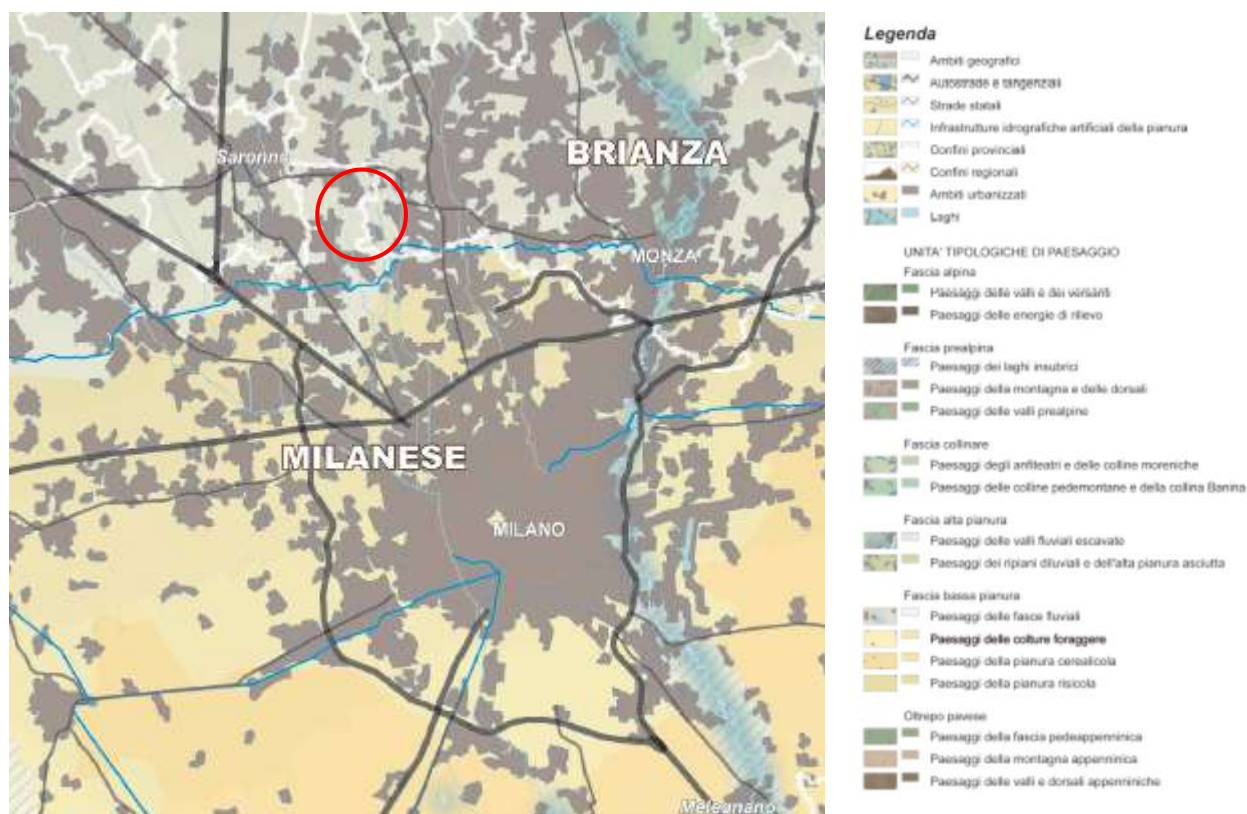 Saronno
BRIANZA
MONZA
MILANESE
MILANO
Melegnano
Legenda
Ambiti geografici
Autostrade e tangenziali
Strade statali
Infrastrutture idrografiche artificiali della pianura
Confini provinciali
Confini regionali
Ambiti urbanizzati
Laghi
UNITA' TIPOLOGICHE DI PAESAGGIO
Fascia alpina
Paesaggi delle valli e dei versanti
Paesaggi delle energie di rilievo
Fascia prealpina
Paesaggi dei laghi insubrici
Paesaggi della montagna e delle dorsali
Paesaggi delle valli prealpine
Fascia collinare
Paesaggi degli anfiteatri e delle colline moreniche
Paesaggi delle colline pedemontane e della collina Banina
Fascia alta pianura
Paesaggi delle valli fluviali escavate
Paesaggi dei ripiani diluviali e dell'alta pianura asciutta
Fascia bassa pianura
Paesaggi delle fasce fluviali
Paesaggi delle colture foraggere
Paesaggi della pianura cerealicola
Paesaggi della pianura risicola
Oltrepo pavese
Paesaggi della fascia pedeappenninica
Paesaggi della montagna appenninica
Paesaggi delle valli e dorsali appenniniche